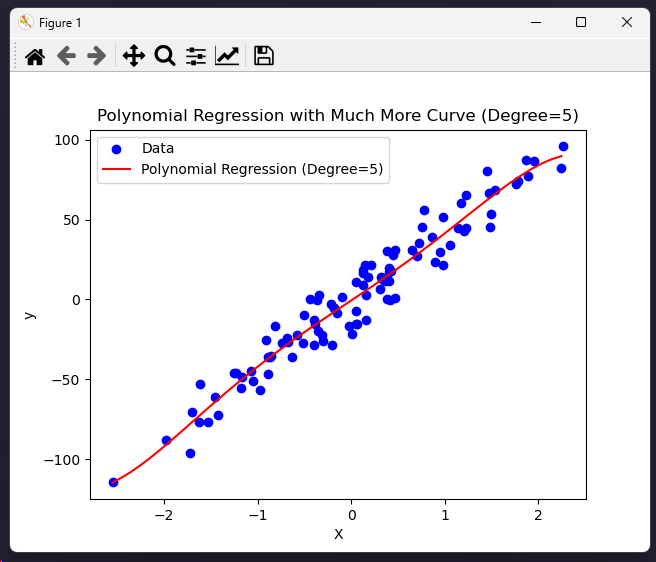 Figure 1
Polynomial Regression with Much More Curve (Degree=5)
100
50
0
−50
−100
y
Data
Polynomial Regression (Degree=5)
−2
−1
0
1
2
X